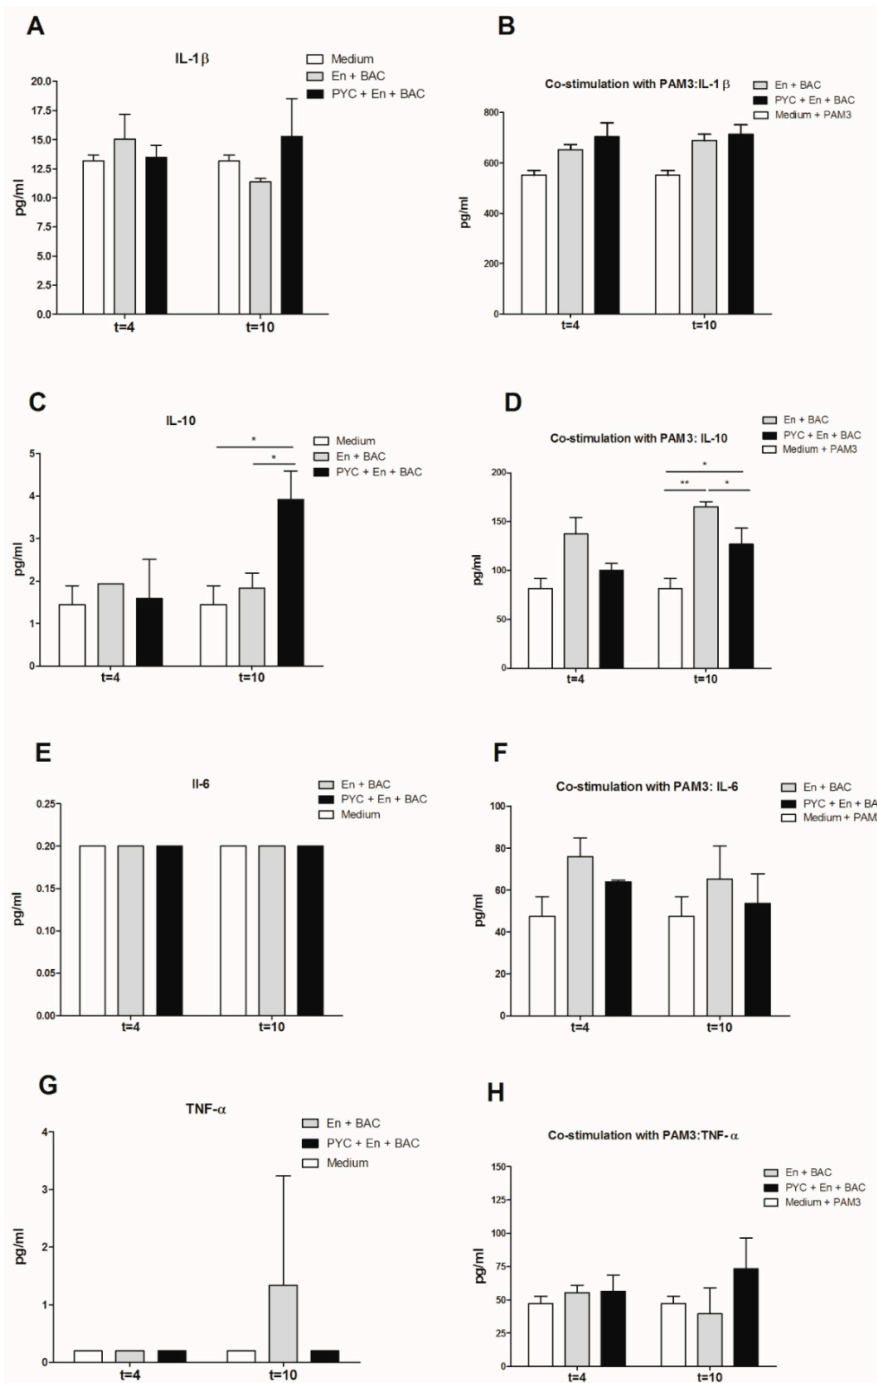 A
IL-1β
Medium
En + BAC
PYC + En + BAC
20.0
17.5
15.0
12.5
10.0
7.5
5.0
2.5
0.0
pg/ml
t=4
t=10
B
Co-stimulation with PAM3:IL-1 β
En + BAC
PYC + En + BAC
Medium + PAM3
800
600
400
200
0
pg/ml
t=4
t=10
C
IL-10
Medium
En + BAC
PYC + En + BAC
*
*
5
4
3
2
1
0
pg/ml
t=4
t=10
D
Co-stimulation with PAM3: IL-10
En + BAC
PYC + En + BAC
Medium + PAM3
*
** *
200
150
100
50
0
pg/ml
t=4
t=10
E
Il-6
En + BAC
PYC + En + BAC
Medium
0.25
0.20
0.15
0.10
0.05
0.00
pg/ml
t=4
t=10
F
Co-stimulation with PAM3: IL-6
En + BAC
PYC + En + BA
Medium + PAM
100
80
60
40
20
0
pg/ml
t=4
t=10
G
TNF-α
En + BAC
PYC + En + BAC
Medium
4
3
2
1
0
pg/ml
t=4
t=10
H
Co-stimulation with PAM3:TNF- α
En + BAC
PYC + En + BAC
Medium + PAM3
150
125
100
75
50
25
0
pg/ml
t=4
t=10